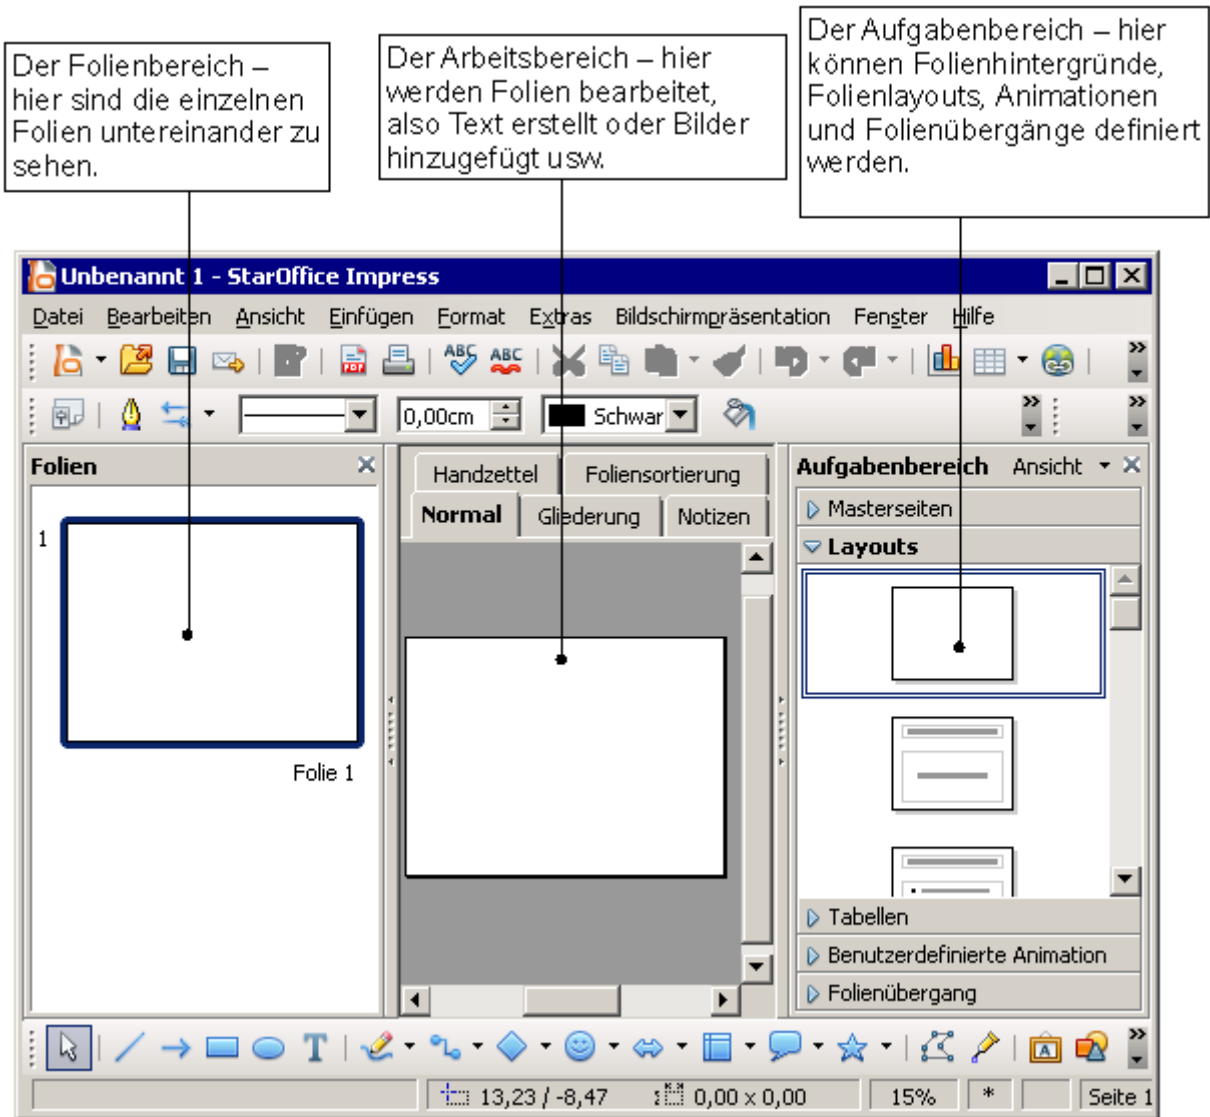 Der Folienbereich –
hier sind die einzelnen
Folien untereinander zu
sehen.
Der Arbeitsbereich – hier
werden Folien bearbeitet,
also Text erstellt oder Bilder
hinzugefügt usw.
Der Aufgabenbereich – hier
können Folienhintergründe,
Folienlayouts, Animationen
und Folienübergänge definiert
werden.
Unbenannt 1 - StarOffice Impress
Datei Bearbeiten Ansicht Einfügen Format Extras Bildschirmpräsentation Fenster Hilfe
PDF ABC ABC
0,00cm Schwar
Folien
1
Folie 1
Handzettel Foliensortierung
Normal Gliederung Notizen
Aufgabenbereich Ansicht
Masterseiten
Layouts
Tabellen
Benutzerdefinierte Animation
Folienübergang
T A
13,23 / -8,47 0,00 x 0,00 15% * Seite 1